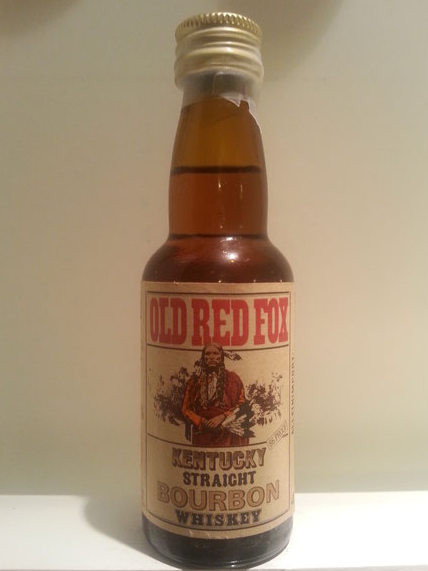 OLD RED FOX
KENTUCKY
STRAIGHT
BOURBON
WHISKEY